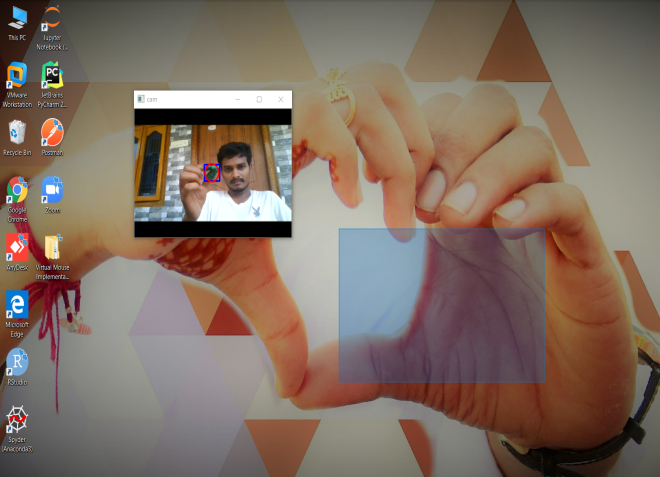 This PC
Jupyter
Notebook (...
VMware
Workstation
JetBrains
PyCharm 2...
Recycle Bin
Postman
Google
Chrome
Zoom
AnyDesk
Virtual Mouse
Implementa...
Microsoft
Edge
RStudio
Spyder
(Anaconda3)
cam